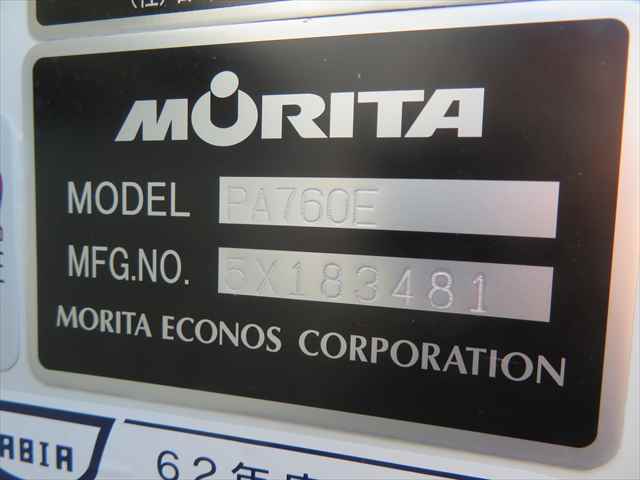 MORITA
MODEL PA760E
MFG.NO. 5X183481
MORITA ECONOS CORPORATION
ABIA
62年